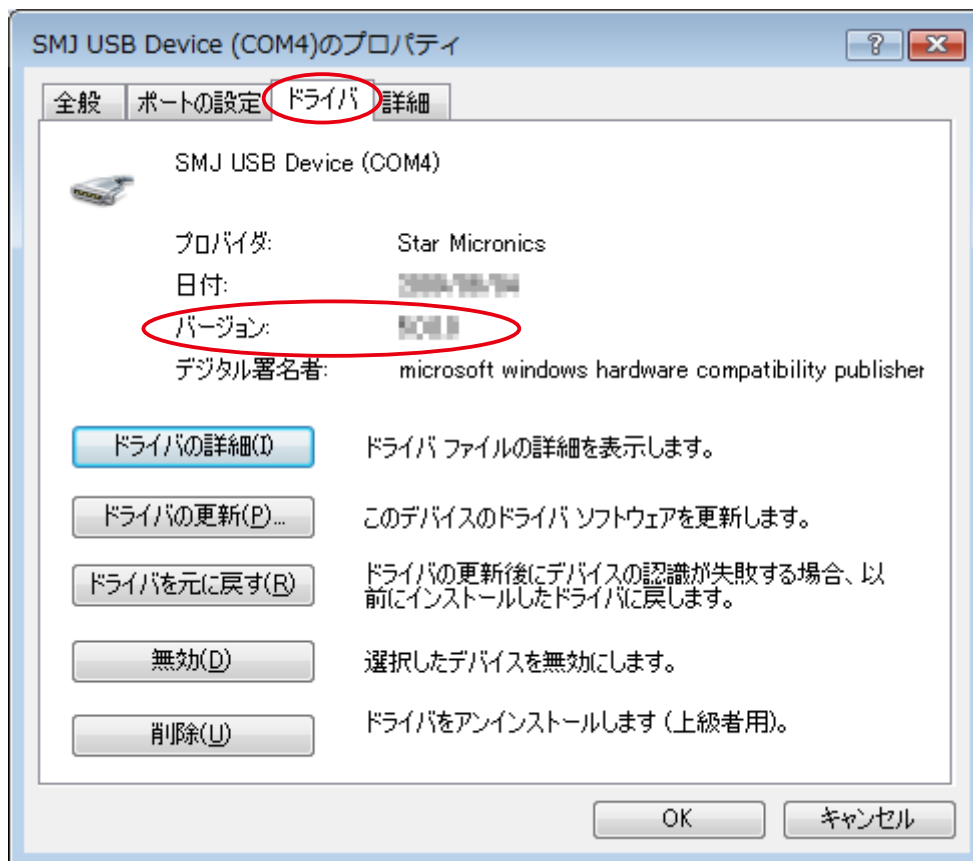 SMJ USB Device (COM4)のプロパティ
全般 ポートの設定 ドライバ 詳細
SMJ USB Device (COM4)
プロバイダ: Star Micronics
日付:
バージョン:
デジタル署名者: microsoft windows hardware compatibility publisher
ドライバの詳細(I) ドライバ ファイルの詳細を表示します。
ドライバの更新(P)... このデバイスのドライバ ソフトウェアを更新します。
ドライバを元に戻す(R) ドライバの更新後にデバイスの認識が失敗する場合、以
前にインストールしたドライバに戻します。
無効(D) 選択したデバイスを無効にします。
削除(U) ドライバをアンインストールします (上級者用)。
OK キャンセル